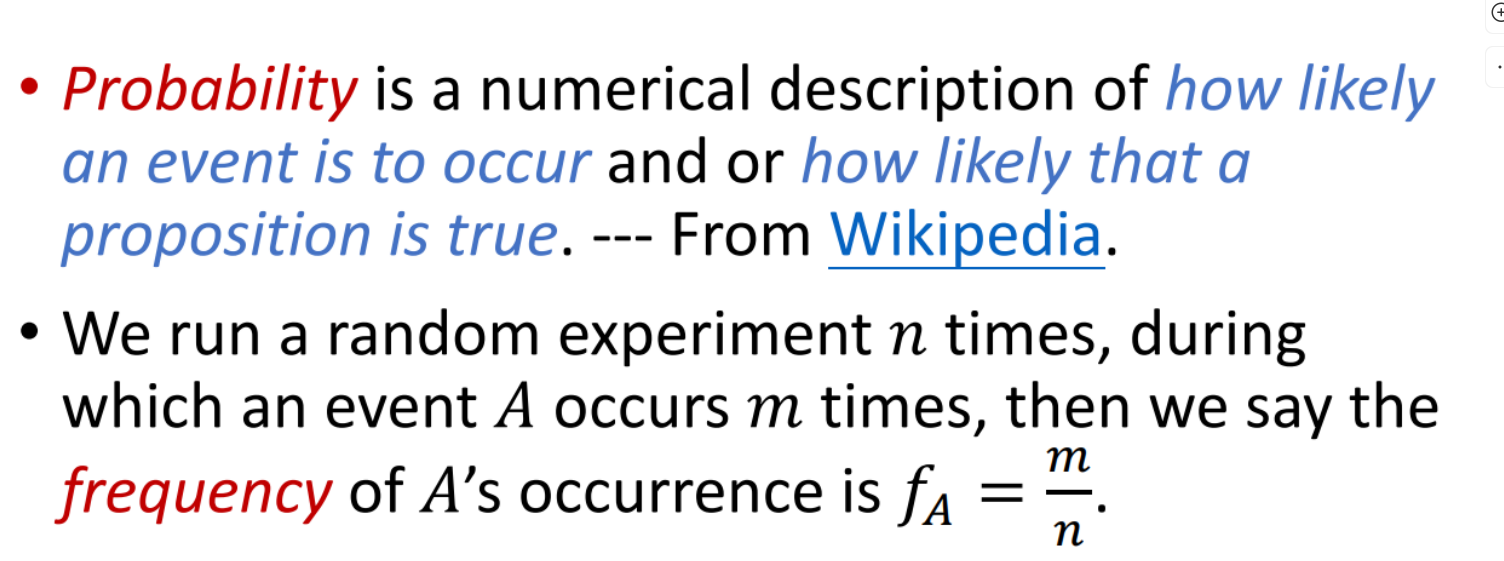 • Probability is a numerical description of how likely
an event is to occur and or how likely that a
proposition is true. --- From Wikipedia.
• We run a random experiment n times, during
which an event A occurs m times, then we say the
frequency of A’s occurrence is f_A = m/n.